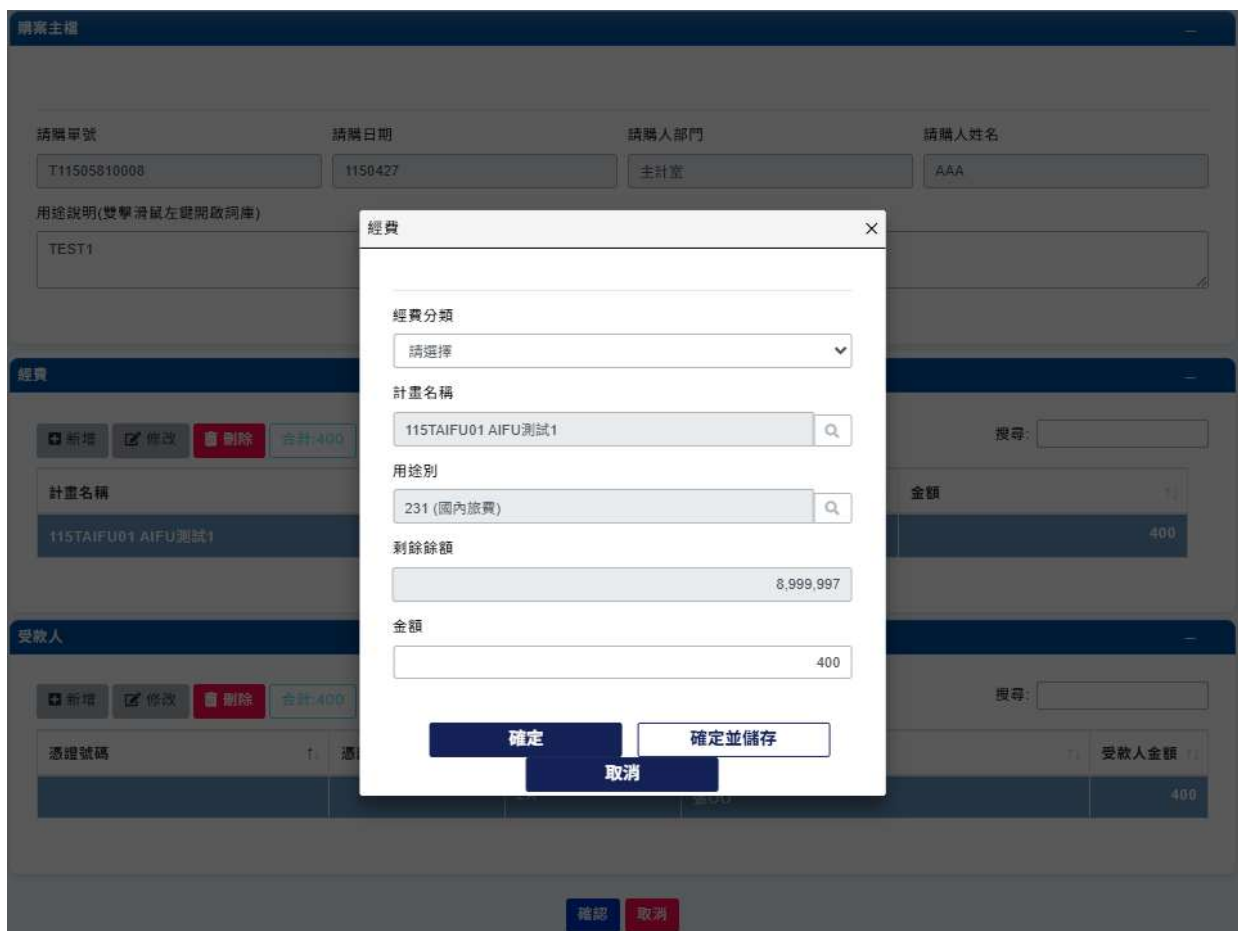 購案主檔
請購單號 請購日期 請購人部門 請購人姓名
T11505810008 1150427 主計室 AAA
用途說明(雙擊滑鼠左鍵開啟詞庫)
TEST1
經費
經費分類
請選擇
計畫名稱
115TAIFU01 AIFU測試1
用途別
231 (國內旅費)
剩餘餘額
8,999,997
金額
400
確定 確定並儲存
取消
經費
新增 修改 刪除 合計:400 搜尋:
計畫名稱 金額
115TAIFU01 AIFU測試1 400
受款人
新增 修改 刪除 合計:400 搜尋:
憑證號碼 憑 受款人金額
400
確認 取消